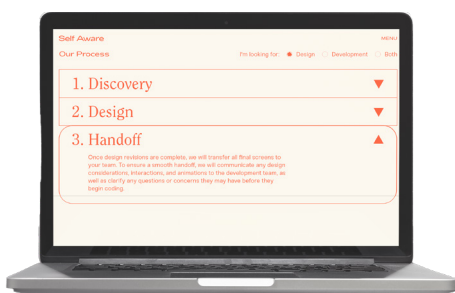 Self Aware
MENU
Our Process
I'm looking for: Design Development Both
1. Discovery
2. Design
3. Handoff
Once design revisions are complete, we will transfer all final screens to
your team. To ensure a smooth handoff, we will communicate any design
considerations, interactions, and animations to the development team, as
well as clarify any questions or concerns they may have before they
begin coding.